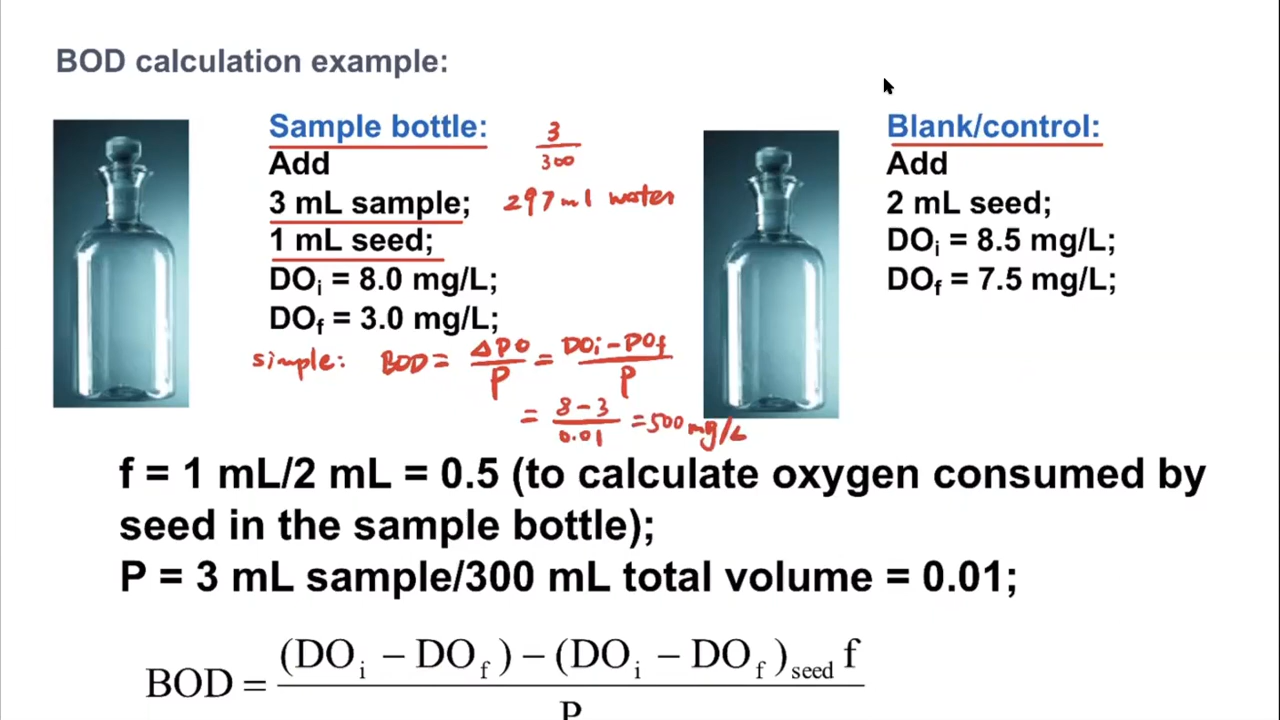 BOD calculation example:
Sample bottle:
Add
3 mL sample;
1 mL seed;
DOi = 8.0 mg/L;
DOf = 3.0 mg/L;
3
300
297 ml water
simple: BOD = ΔDO/P = DOi - DOf/P
= 8 - 3/0.01 = 500 mg/L
Blank/control:
Add
2 mL seed;
DOi = 8.5 mg/L;
DOf = 7.5 mg/L;
f = 1 mL/2 mL = 0.5 (to calculate oxygen consumed by
seed in the sample bottle);
P = 3 mL sample/300 mL total volume = 0.01;
BOD = (DOi − DOf) − (DOi − DOf)seed f
P